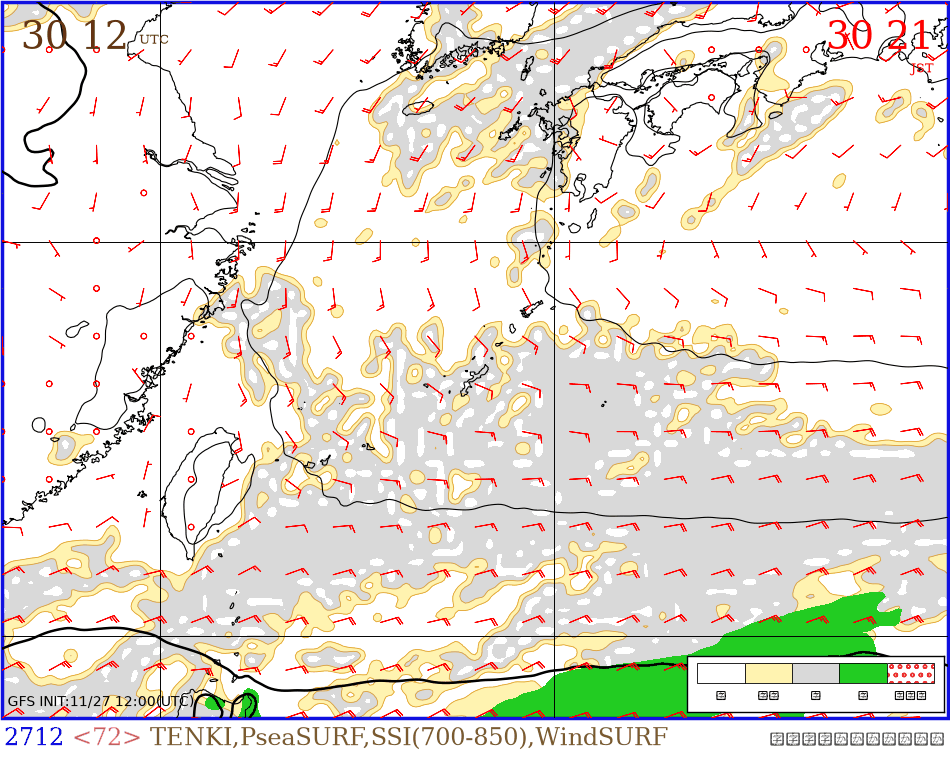 30 12 UTC
30 21 JST
GFS INIT:11/27 12:00(UTC)
2712 <72> TENKI,PseaSURF,SSI(700-850),WindSURF